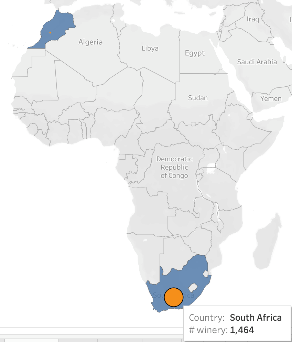 Iraq
Algeria
Libya
Egypt
Saudi Arabia
Sudan
Yemen
Democratic
Republic
of Congo
Country: South Africa
# winery: 1,464